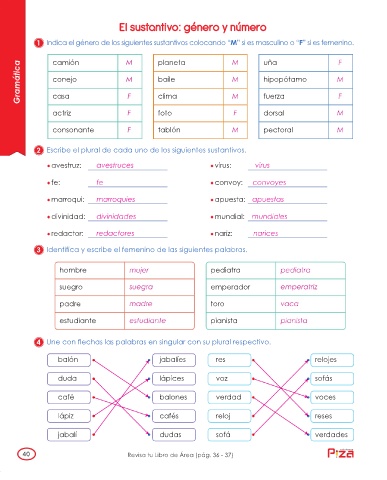 El sustantivo: género y número
Gramática
1 Indica el género de los siguientes sustantivos colocando "M" si es masculino o "F" si es femenino.
camión M planeta M uña F
conejo M baile M hipopótamo M
casa F clima M fuerza F
actriz F foto F dorsal M
consonante F tablón M pectoral M
2 Escribe el plural de cada uno de los siguientes sustantivos.
• avestruz: avestruces • virus: virus
• fe: fe • convoy: convoyes
• marroquí: marroquíes • apuesta: apuestas
• divinidad: divinidades • mundial: mundiales
• redactor: redactores • nariz: narices
3 Identifica y escribe el femenino de las siguientes palabras.
hombre mujer pediatra pediatra
suegro suegra emperador emperatriz
padre madre toro vaca
estudiante estudiante pianista pianista
4 Une con flechas las palabras en singular con su plural respectivo.
balón jabalíes res relojes
duda lápices voz sofás
café balones verdad voces
lápiz cafés reloj reses
jabalí dudas sofá verdades
40 Revisa tu Libro de Área (pág. 36 - 37)